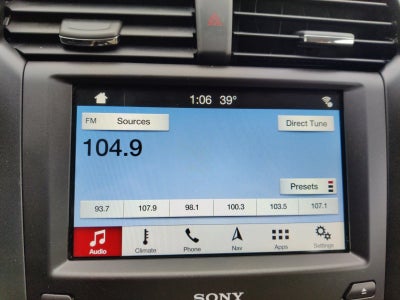 1:06 39°
FM Sources Direct Tune
104.9
Presets
93.7 107.9 98.1 100.3 103.5 107.1
Audio Climate Phone Nav Apps Settings
SONY